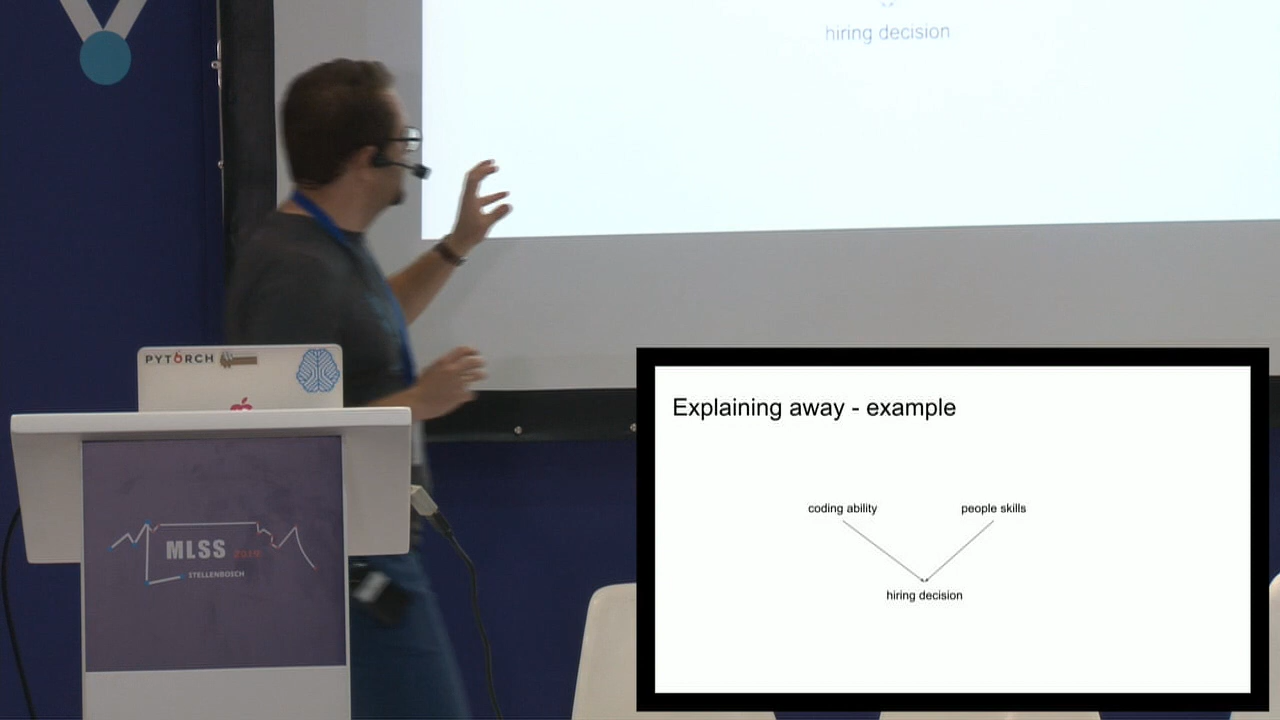 hiring decision
PYTORCH
MLSS 2019
STELLENBOSCH
Explaining away - example
coding ability people skills
hiring decision